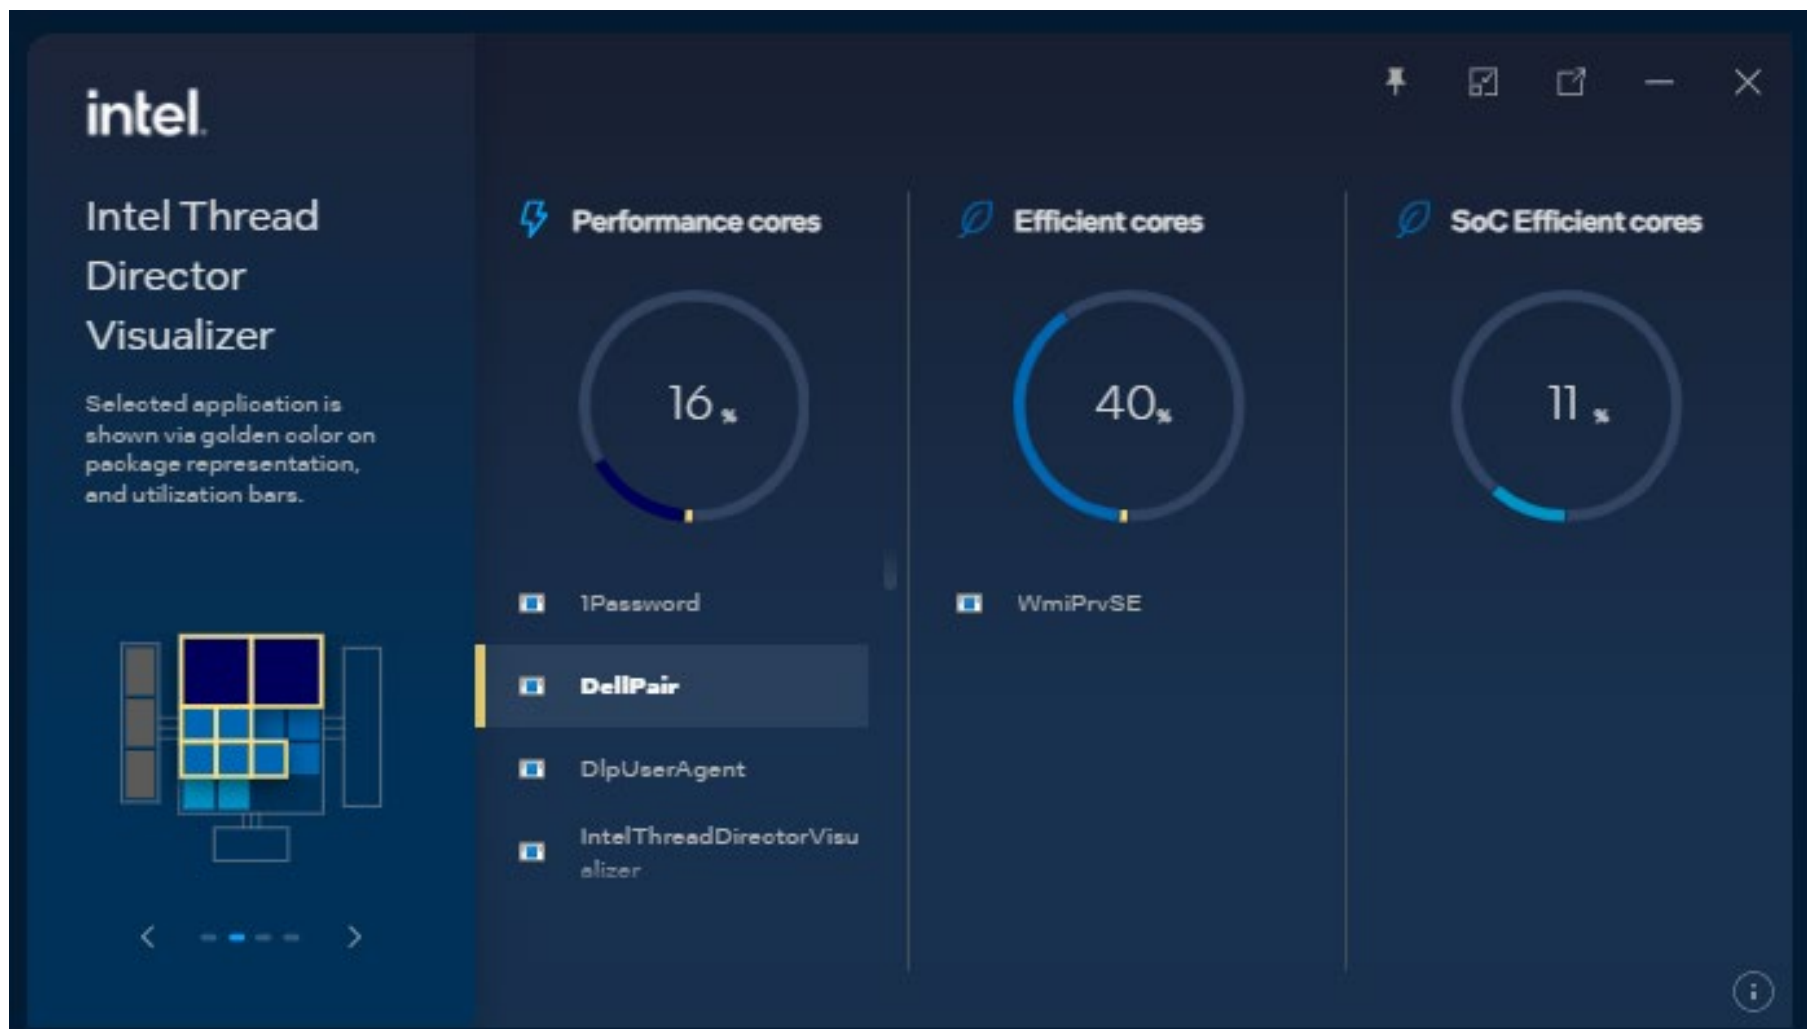 intel.
Intel Thread
Director
Visualizer
Selected application is
shown via golden color on
package representation,
and utilization bars.
Performance cores
16 %
1Password
DellPair
DlpUserAgent
IntelThreadDirectorVisu
alizer
Efficient cores
40%
WmiPrvSE
SoC Efficient cores
11 %